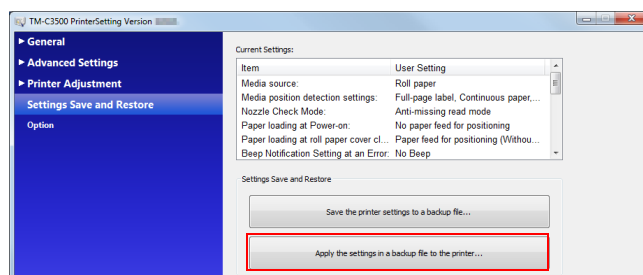 TM-C3500 PrinterSetting Version
General
Advanced Settings
Printer Adjustment
Settings Save and Restore
Option
Current Settings:
Item User Setting
Media source: Roll paper
Media position detection settings: Full-page label, Continuous paper,...
Nozzle Check Mode: Anti-missing read mode
Paper loading at Power-on: No paper feed for positioning
Paper loading at roll paper cover cl... Paper feed for positioning (Withou...
Beep Notification Setting at an Error: No Beep
Settings Save and Restore
Save the printer settings to a backup file...
Apply the settings in a backup file to the printer...